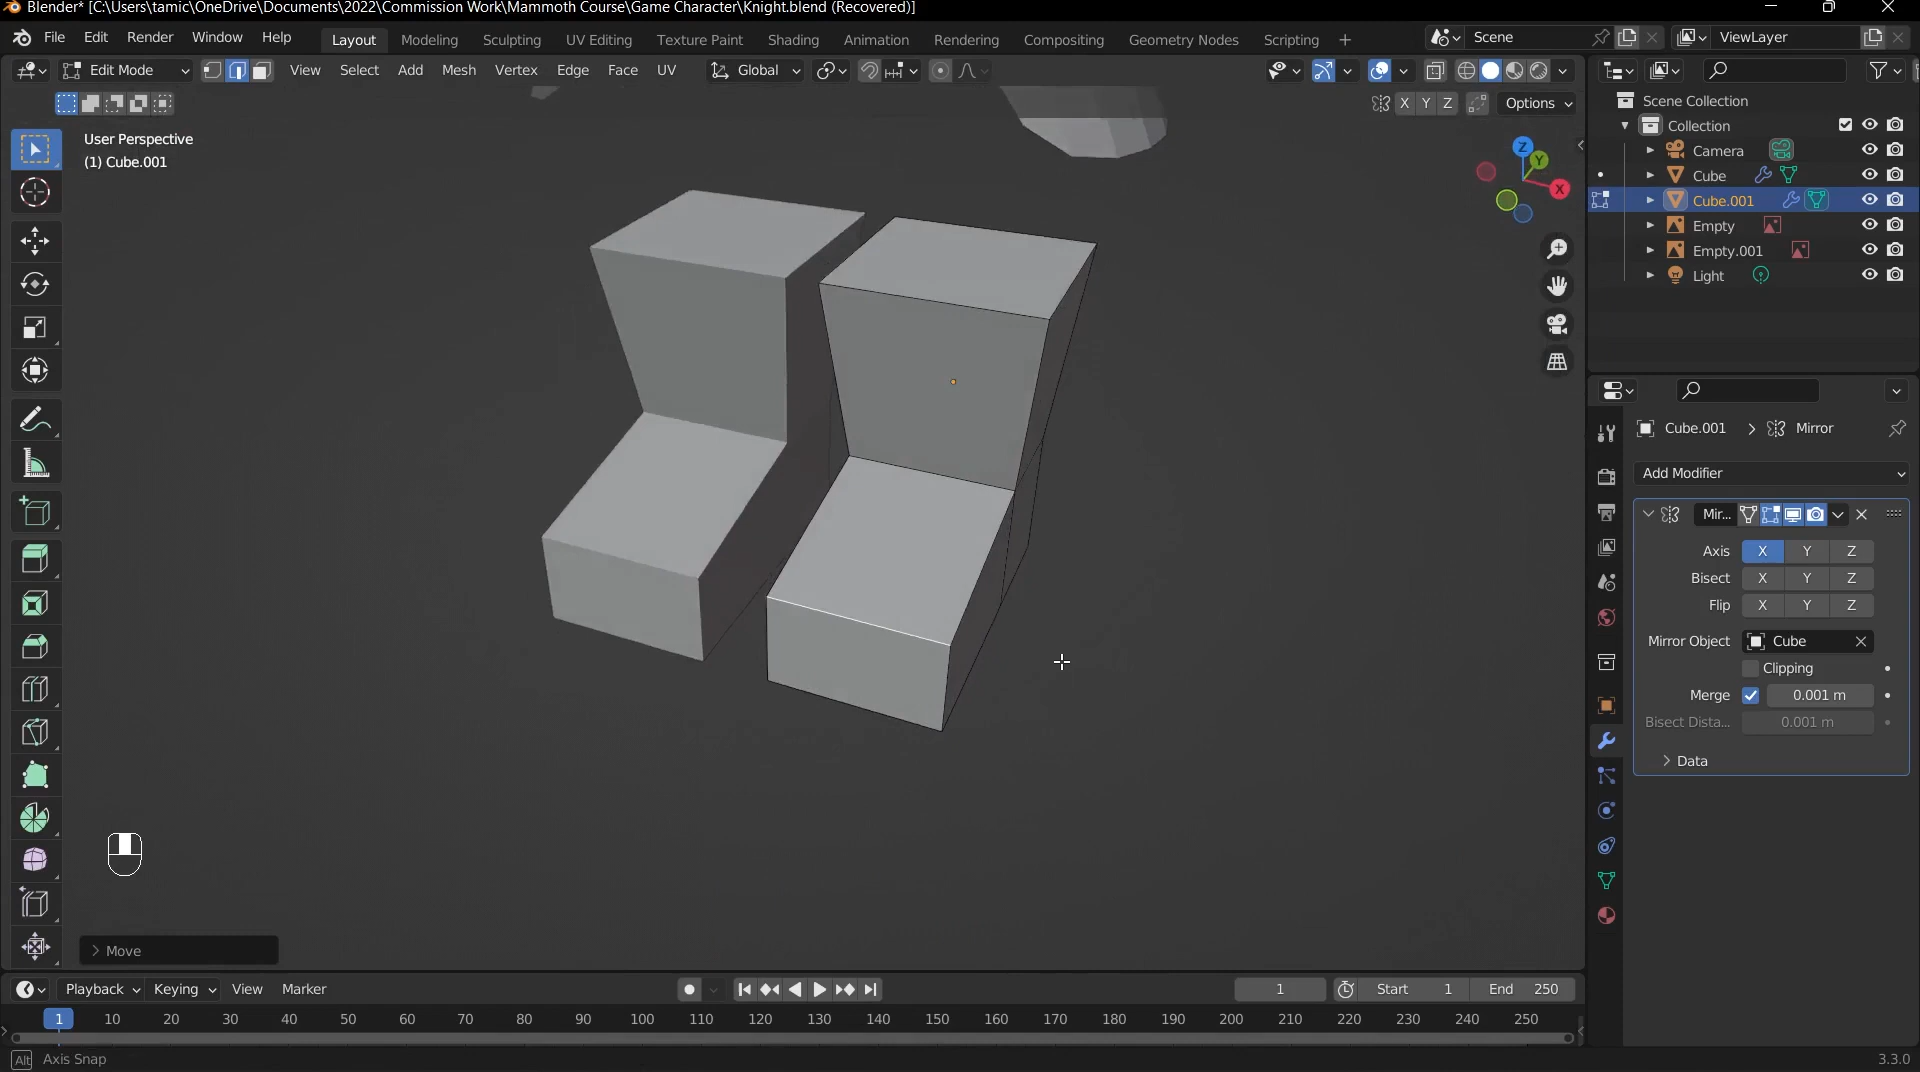 Blender* [C:\Users\tamic\OneDrive\Documents\2022\Commission Work\Mammoth Course\Game Character\Knight.blend (Recovered)]
File Edit Render Window Help Layout Modeling Sculpting UV Editing Texture Paint Shading Animation Rendering Compositing Geometry Nodes Scripting + Scene ViewLayer
Edit Mode View Select Add Mesh Vertex Edge Face UV Global
X Y Z Options
User Perspective
(1) Cube.001
Z
Y
X
Scene Collection
Collection
Camera
Cube
Cube.001
Empty
Empty.001
Light
Cube.001 > Mirror
Add Modifier
Mir...
Axis X Y Z
Bisect X Y Z
Flip X Y Z
Mirror Object Cube
Clipping
Merge 0.001 m
Bisect Dista... 0.001 m
Data
Move
Playback Keying View Marker 1 Start 1 End 250
1 10 20 30 40 50 60 70 80 90 100 110 120 130 140 150 160 170 180 190 200 210 220 230 240 250
Alt Axis Snap 3.3.0